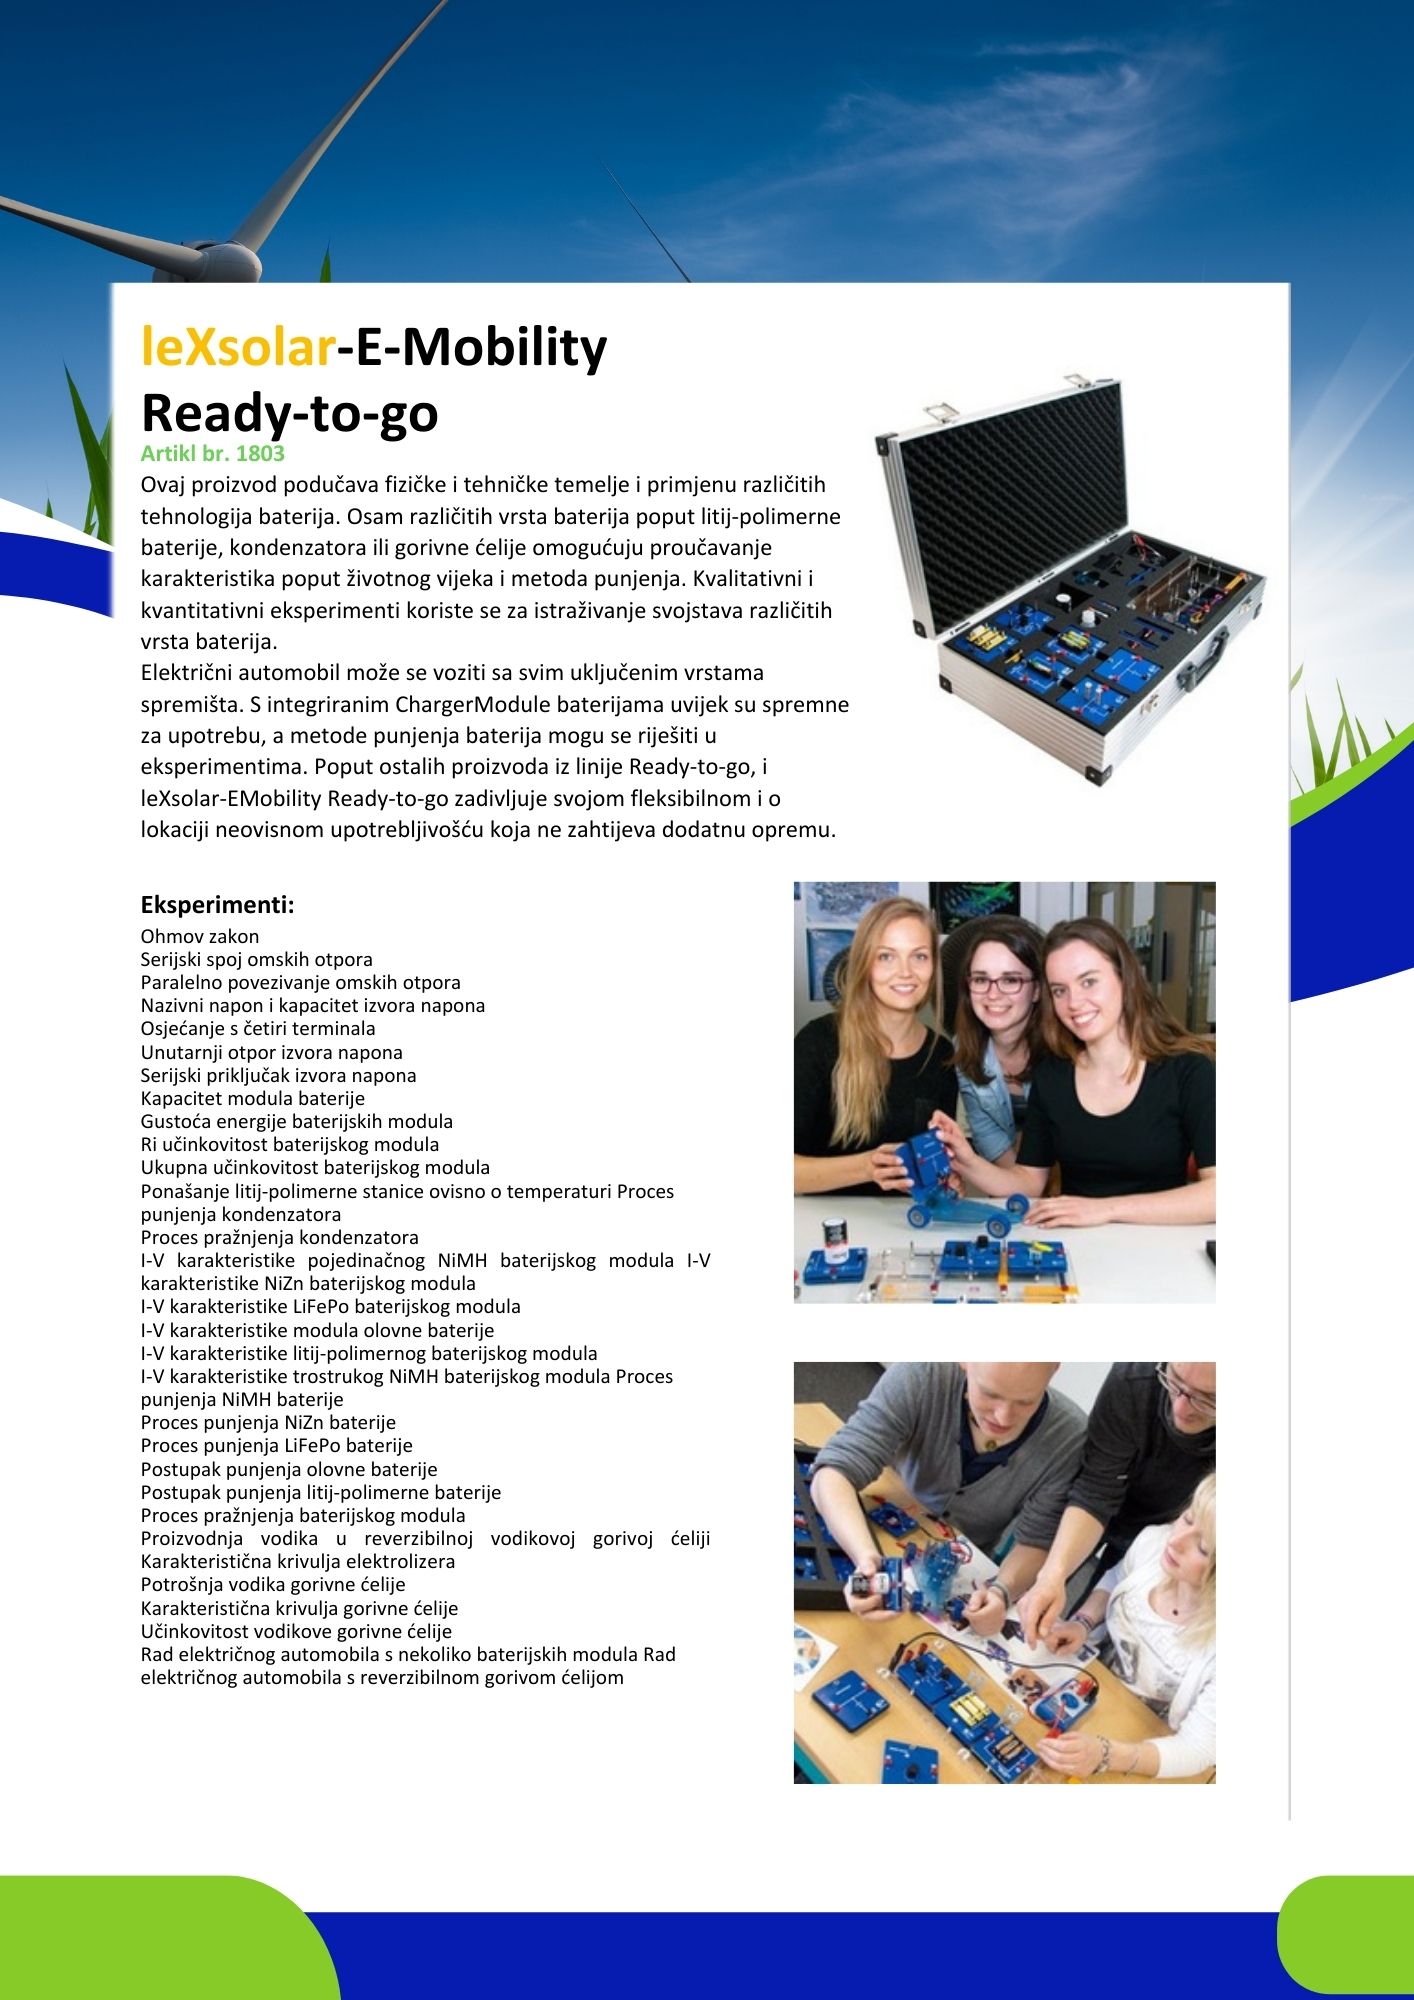 leXsolar-E-Mobility
Ready-to-go
Artikl br. 1803
Ovaj proizvod podučava fizičke i tehničke temelje i primjenu različitih
tehnologija baterija. Osam različitih vrsta baterija poput litij-polimerne
baterije, kondenzatora ili gorivne ćelije omogućuju proučavanje
karakteristika poput životnog vijeka i metoda punjenja. Kvalitativni i
kvantitativni eksperimenti koriste se za istraživanje svojstava različitih
vrsta baterija.
Električni automobil može se voziti sa svim uključenim vrstama
spremišta. S integriranim ChargerModule baterijama uvijek su spremne
za upotrebu, a metode punjenja baterija mogu se riješiti u
eksperimentima. Poput ostalih proizvoda iz linije Ready-to-go, i
leXsolar-EMobility Ready-to-go zadivljuje svojom fleksibilnom i o
lokaciji neovisnom upotrebljivošću koja ne zahtijeva dodatnu opremu.
Eksperimenti:
Ohmov zakon
Serijski spoj omskih otpora
Paralelno povezivanje omskih otpora
Nazivni napon i kapacitet izvora napona
Osjećanje s četiri terminala
Unutarnji otpor izvora napona
Serijski priključak izvora napona
Kapacitet modula baterije
Gustoća energije baterijskih modula
Ri učinkovitost baterijskog modula
Ukupna učinkovitost baterijskog modula
Ponašanje litij-polimerne stanice ovisno o temperaturi Proces
punjenja kondenzatora
Proces pražnjenja kondenzatora
I-V karakteristike pojedinačnog NiMH baterijskog modula I-V
karakteristike NiZn baterijskog modula
I-V karakteristike LiFePo baterijskog modula
I-V karakteristike modula olovne baterije
I-V karakteristike litij-polimernog baterijskog modula
I-V karakteristike trostrukog NiMH baterijskog modula Proces
punjenja NiMH baterije
Proces punjenja NiZn baterije
Proces punjenja LiFePo baterije
Postupak punjenja olovne baterije
Postupak punjenja litij-polimerne baterije
Proces pražnjenja baterijskog modula
Proizvodnja vodika u reverzibilnoj vodikovoj gorivoj ćeliji
Karakteristična krivulja elektrolizera
Potrošnja vodika gorivne ćelije
Karakteristična krivulja gorivne ćelije
Učinkovitost vodikove gorivne ćelije
Rad električnog automobila s nekoliko baterijskih modula Rad
električnog automobila s reverzibilnom gorivom ćelijom